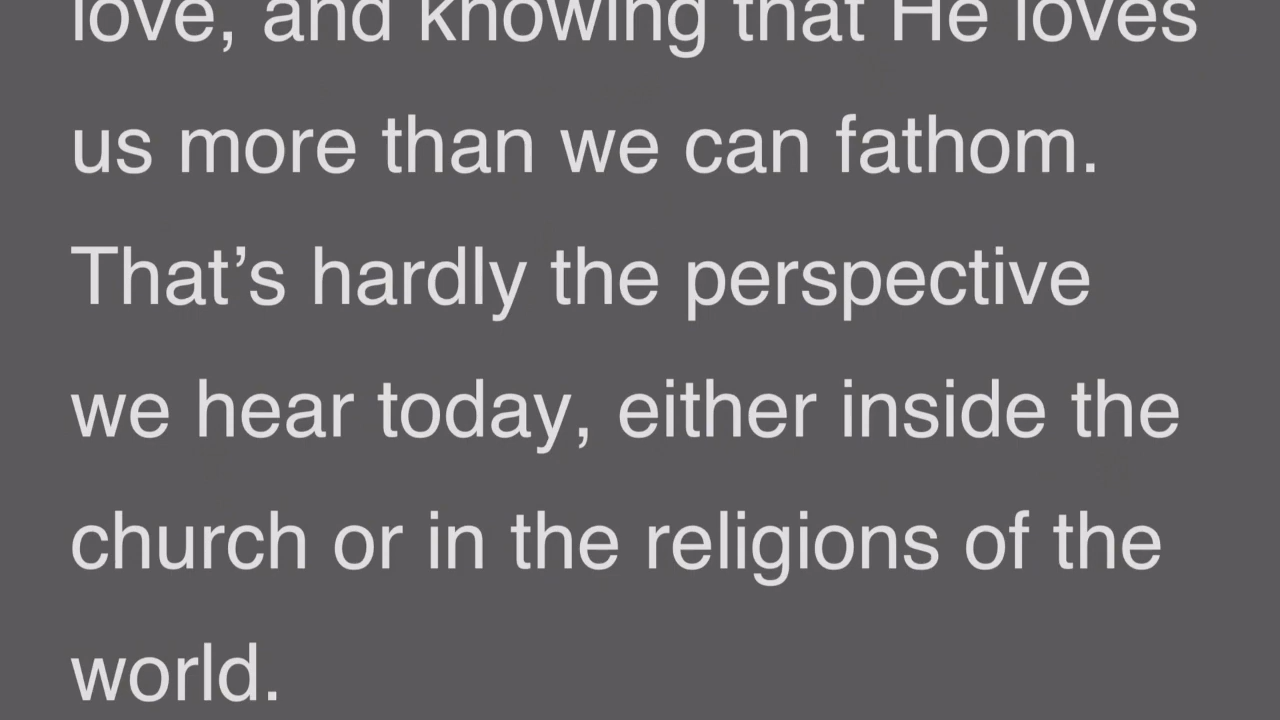 love, and knowing that He loves
us more than we can fathom.
That’s hardly the perspective
we hear today, either inside the
church or in the religions of the
world.